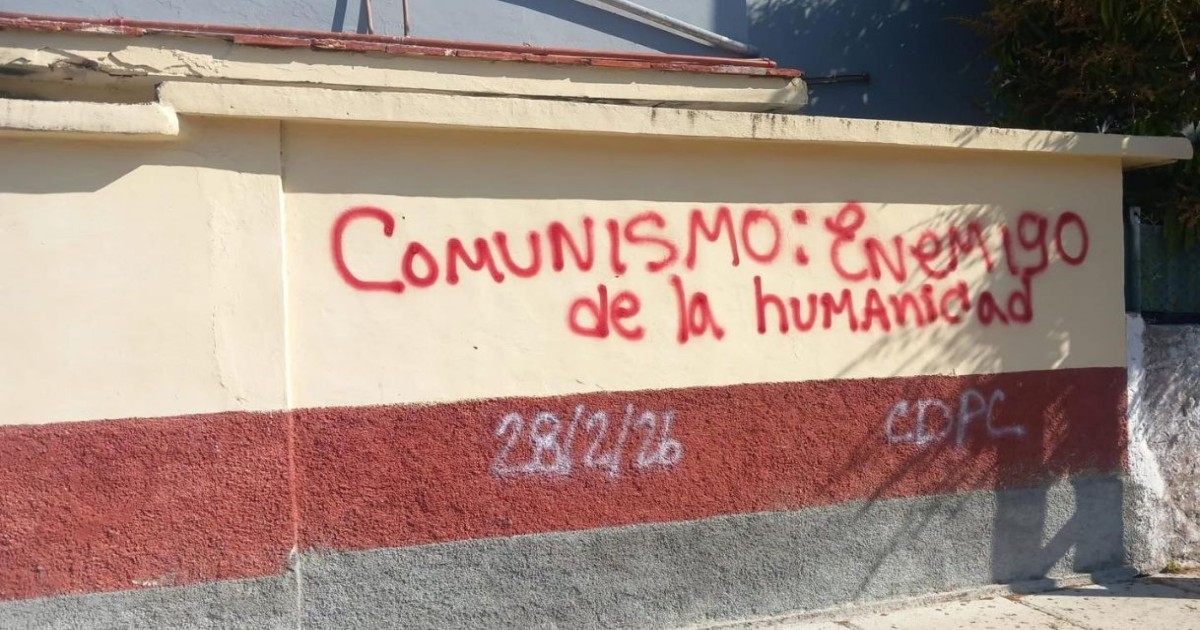 COMUNISMO: ENEMIGO
de la humanidad
28/2/26
CDPC